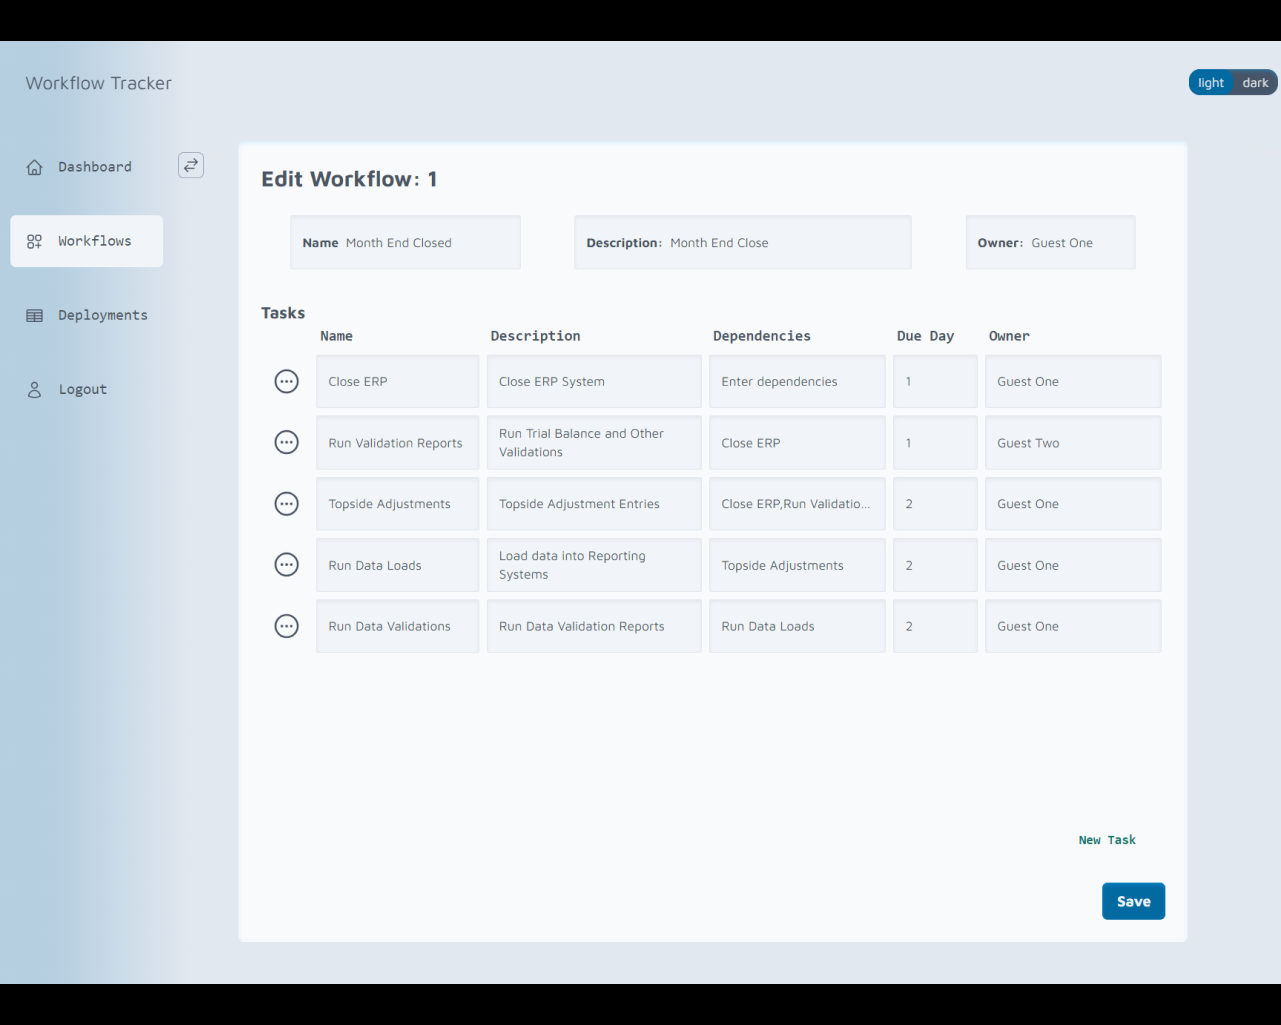 Workflow Tracker
light dark
Dashboard
Workflows
Deployments
Logout
Edit Workflow: 1
Name Month End Closed
Description: Month End Close
Owner: Guest One
Tasks
Name Description Dependencies Due Day Owner
Close ERP Close ERP System Enter dependencies 1 Guest One
Run Validation Reports Run Trial Balance and Other Validations Close ERP 1 Guest Two
Topside Adjustments Topside Adjustment Entries Close ERP,Run Validatio... 2 Guest One
Run Data Loads Load data into Reporting Systems Topside Adjustments 2 Guest One
Run Data Validations Run Data Validation Reports Run Data Loads 2 Guest One
New Task
Save